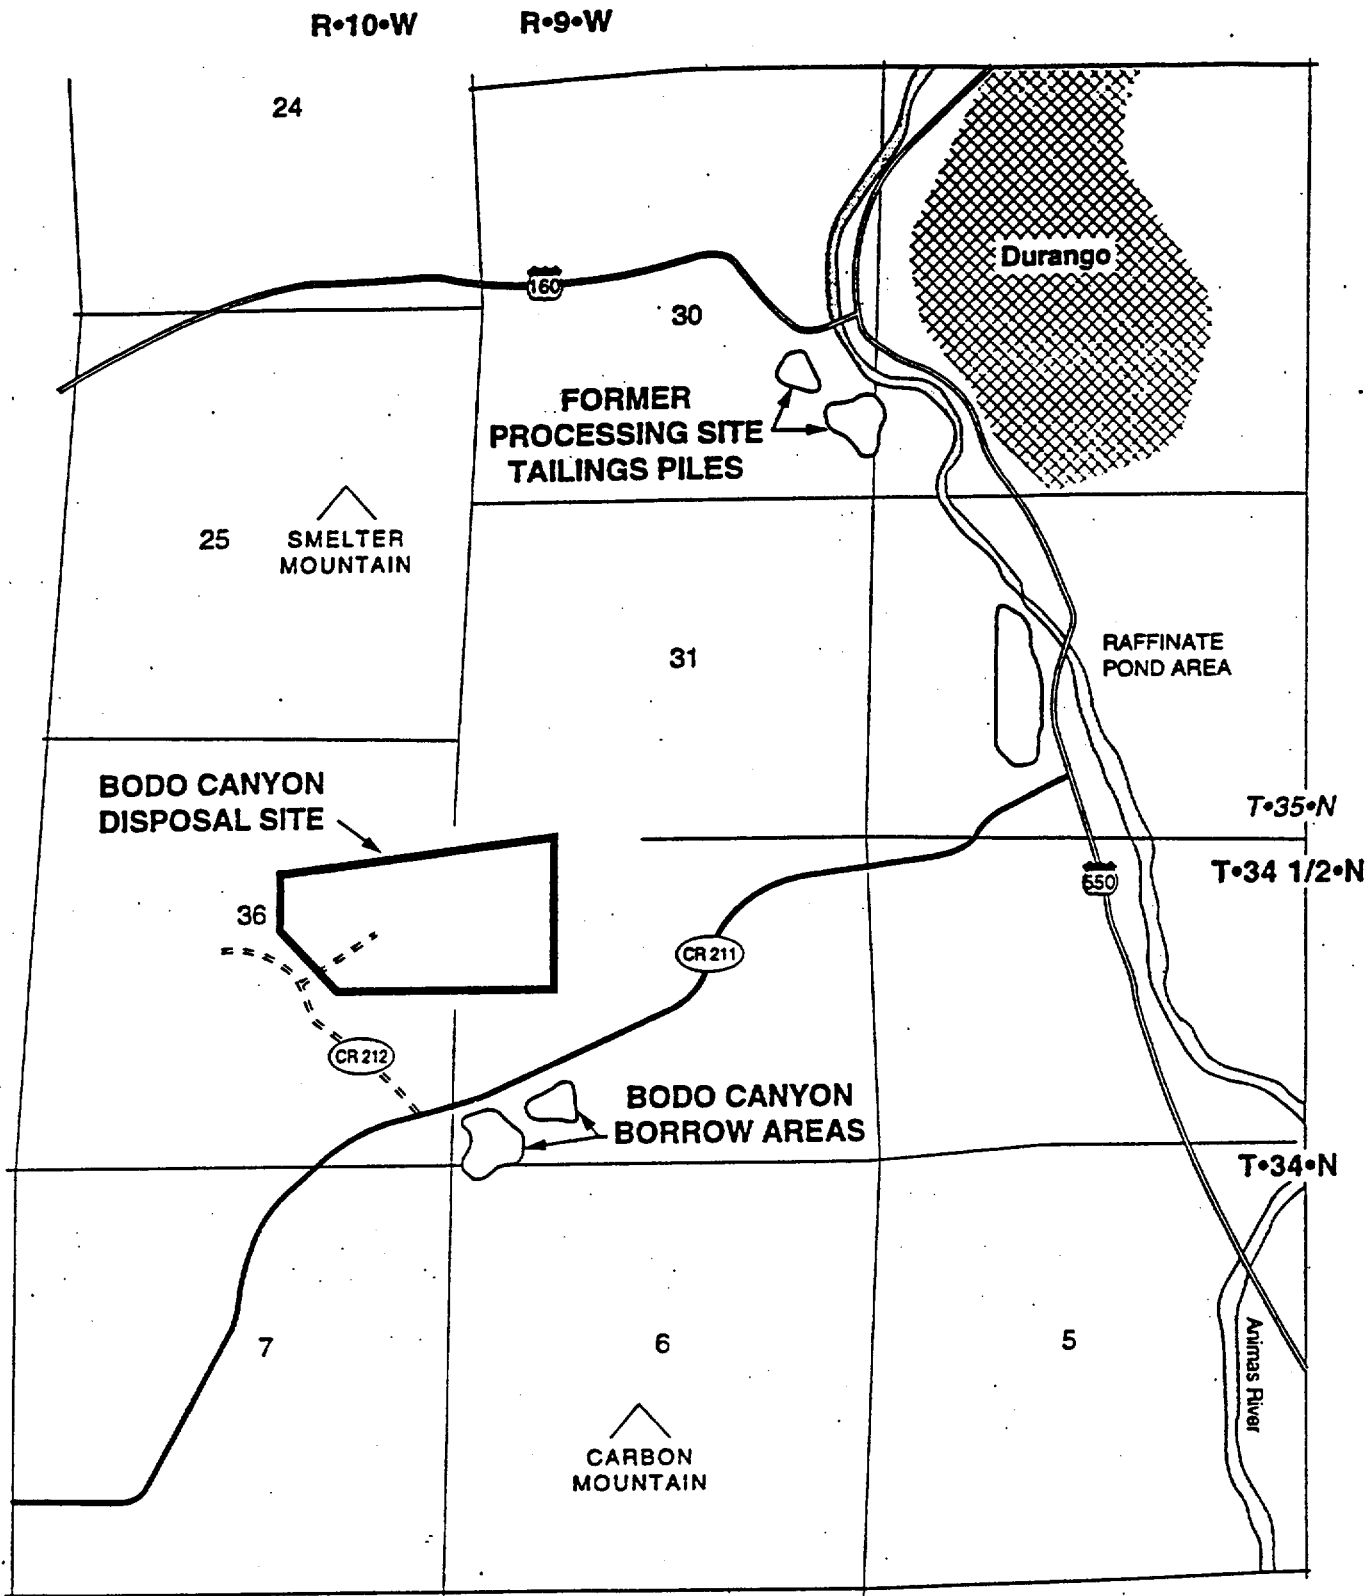 R•10•W
R•9•W
24
Durango
160
30
FORMER
PROCESSING SITE
TAILINGS PILES
25
SMELTER
MOUNTAIN
31
RAFFINATE
POND AREA
BODO CANYON
DISPOSAL SITE
T•35•N
T•34 1/2•N
550
36
CR 211
CR 212
BODO CANYON
BORROW AREAS
T•34•N
7
6
5
Animas River
CARBON
MOUNTAIN